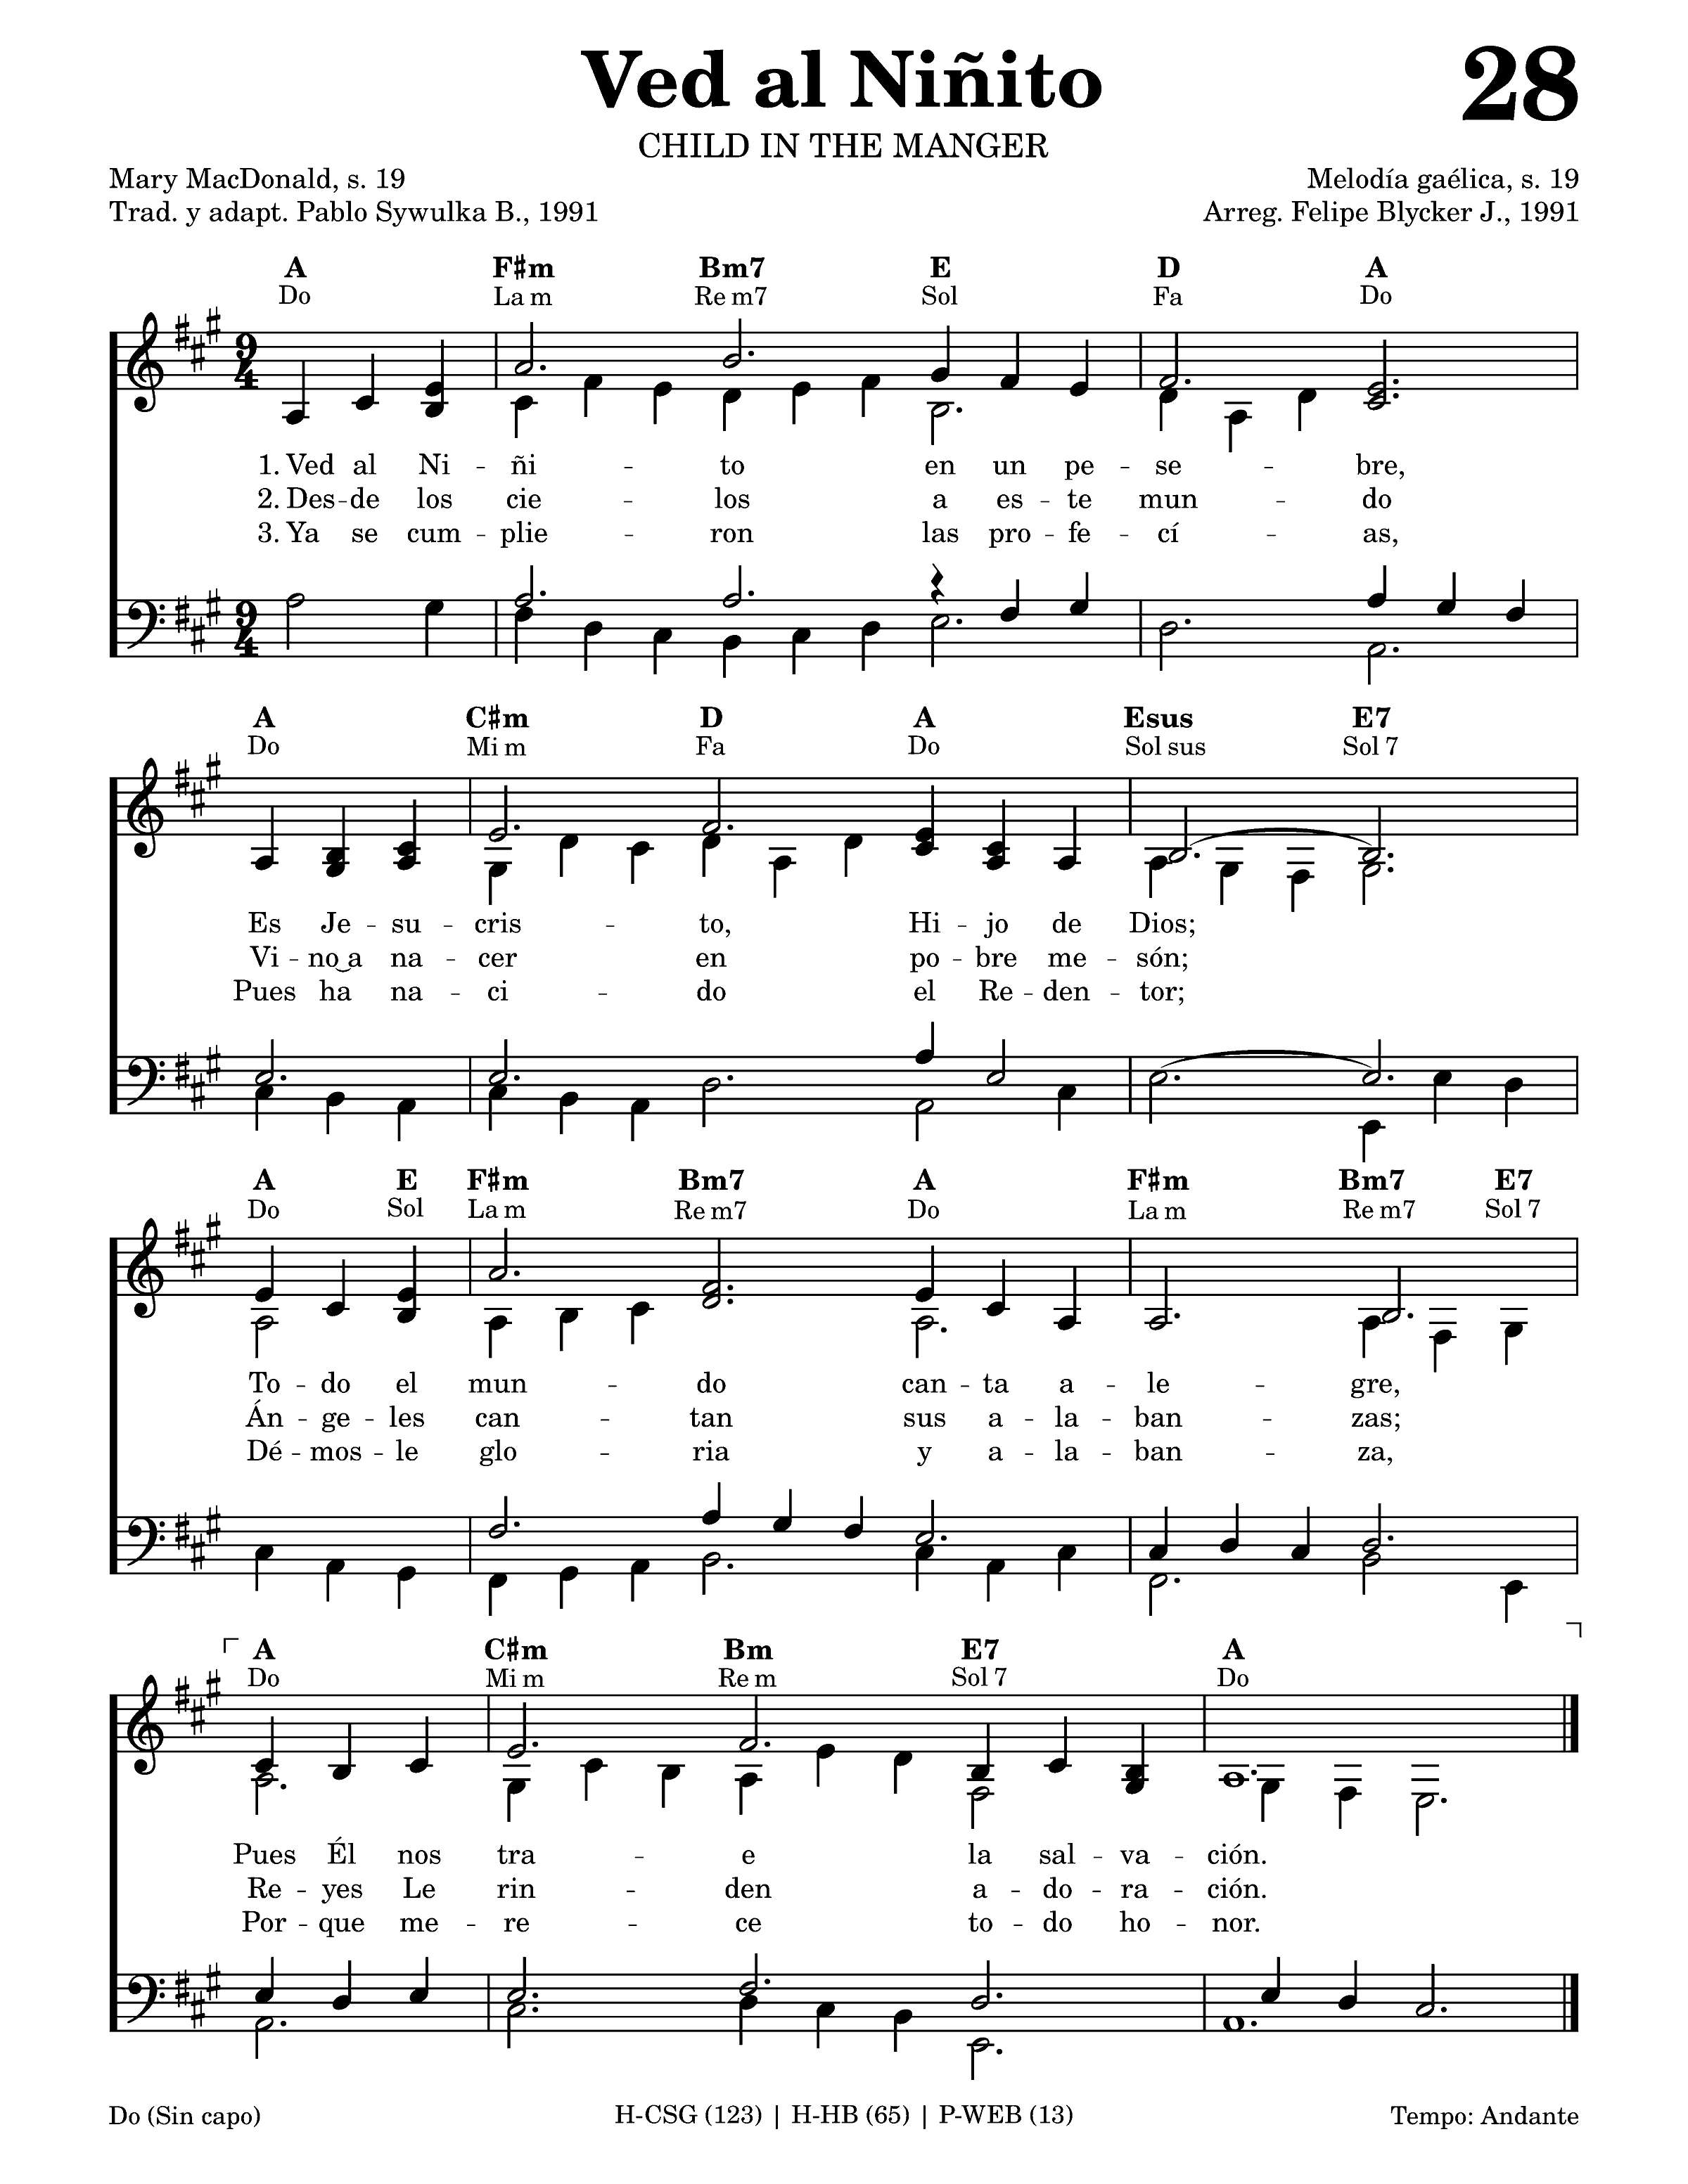 Ved al Niñito
28
CHILD IN THE MANGER
Mary MacDonald, s. 19
Melodía gaélica, s. 19
Trad. y adapt. Pablo Sywulka B., 1991
Arreg. Felipe Blycker J., 1991
A F♯m Bm7 E D A
Do La m Re m7 Sol Fa Do
9
4
1. Ved al Ni - ñi - to en un pe - se - bre,
2. Des - de los cie - los a es - te mun - do
3. Ya se cum - plie - ron las pro - fe - cí - as,
9
4
A C♯m D A Esus E7
Do Mi m Fa Do Sol sus Sol 7
Es Je - su - cris - to, Hi - jo de Dios;
Vi - no‿a na - cer en po - bre me - són;
Pues ha na - ci - do el Re - den - tor;
A E F♯m Bm7 A F♯m Bm7 E7
Do Sol La m Re m7 Do La m Re m7 Sol 7
To - do el mun - do can - ta a - le - gre,
Án - ge - les can - tan sus a - la - ban - zas;
Dé - mos - le glo - ria y a - la - ban - za,
A C♯m Bm E7 A
Do Mi m Re m Sol 7 Do
Pues Él nos tra - e la sal - va - ción.
Re - yes Le rin - den a - do - ra - ción.
Por - que me - re - ce to - do ho - nor.
Do (Sin capo)
H-CSG (123) | H-HB (65) | P-WEB (13)
Tempo: Andante